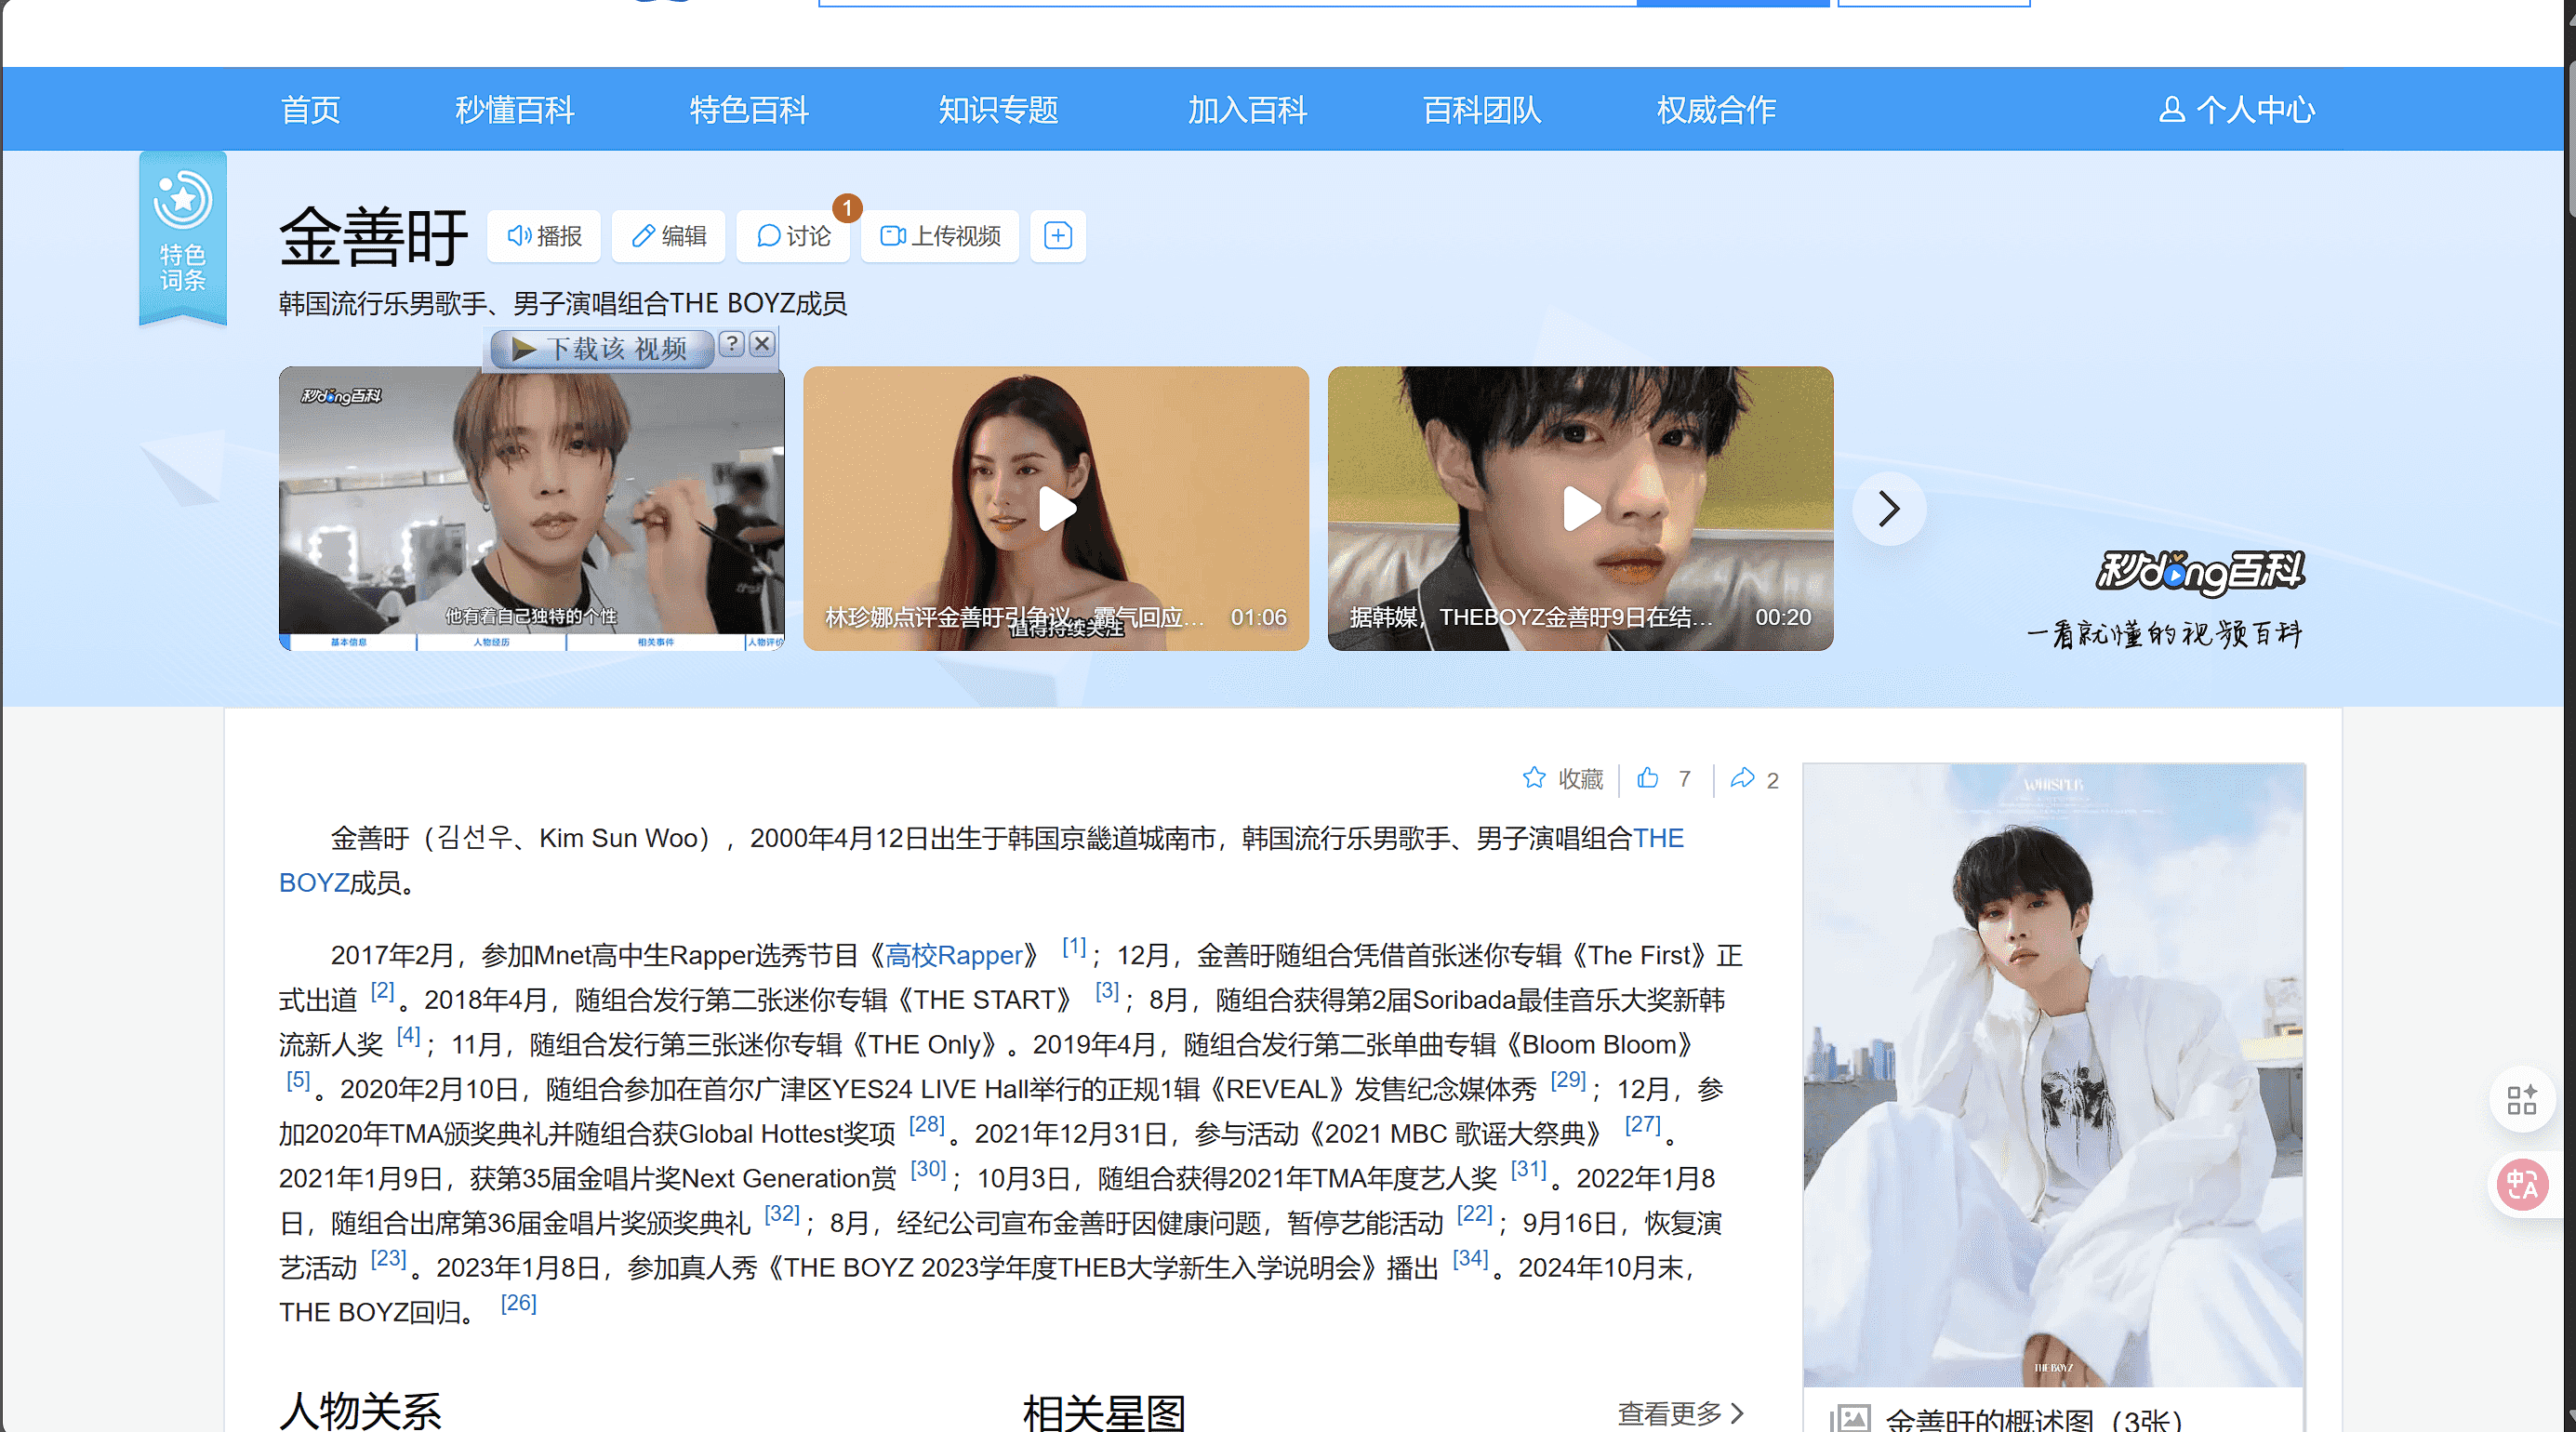 首页 秒懂百科 特色百科 知识专题 加入百科 百科团队 权威合作 个人中心
特色
词条
金善旴 播报 编辑 讨论 1 上传视频
韩国流行乐男歌手、男子演唱组合THE BOYZ成员
下载该 视频 ? ✕
秒dong百科
他有着自己独特的个性
基本信息 人物经历 相关事件 人物评价
林珍娜点评金善旴引争议，霸气回应... 01:06
值得持续关注
据韩媒，THEBOYZ金善旴9日在结... 00:20
秒dong百科
一看就懂的视频百科
收藏 7 2
WHISPER
金善旴（김선우、Kim Sun Woo），2000年4月12日出生于韩国京畿道城南市，韩国流行乐男歌手、男子演唱组合THE
BOYZ成员。
2017年2月，参加Mnet高中生Rapper选秀节目《高校Rapper》 [1]；12月，金善旴随组合凭借首张迷你专辑《The First》正
式出道 [2]。2018年4月，随组合发行第二张迷你专辑《THE START》 [3]；8月，随组合获得第2届Soribada最佳音乐大奖新韩
流新人奖 [4]；11月，随组合发行第三张迷你专辑《THE Only》。2019年4月，随组合发行第二张单曲专辑《Bloom Bloom》
[5]。2020年2月10日，随组合参加在首尔广津区YES24 LIVE Hall举行的正规1辑《REVEAL》发售纪念媒体秀 [29]；12月，参
加2020年TMA颁奖典礼并随组合获Global Hottest奖项 [28]。2021年12月31日，参与活动《2021 MBC 歌谣大祭典》 [27]。
2021年1月9日，获第35届金唱片奖Next Generation赏 [30]；10月3日，随组合获得2021年TMA年度艺人奖 [31]。2022年1月8
日，随组合出席第36届金唱片奖颁奖典礼 [32]；8月，经纪公司宣布金善旴因健康问题，暂停艺能活动 [22]；9月16日，恢复演
艺活动 [23]。2023年1月8日，参加真人秀《THE BOYZ 2023学年度THEB大学新生入学说明会》播出 [34]。2024年10月末，
THE BOYZ回归。 [26]
THE BOYZ
人物关系
相关星图 查看更多
金善旴的概述图（3张）
中A